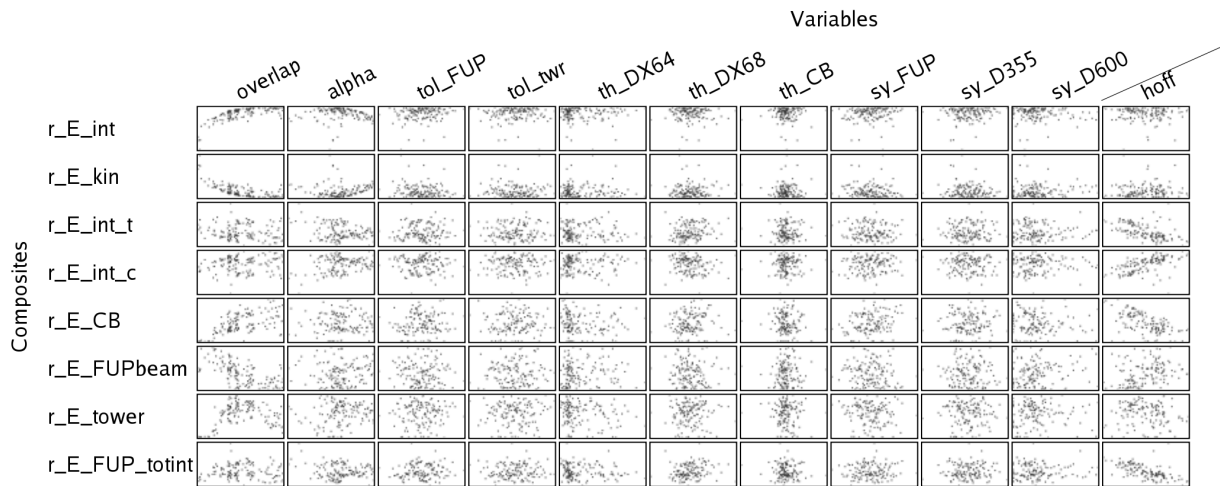 Variables
overlap alpha tol_FUP tol_twr th_DX64 th_DX68 th_CB sy_FUP sy_D355 sy_D600 hoff
Composites
r_E_int
r_E_kin
r_E_int_t
r_E_int_c
r_E_CB
r_E_FUPbeam
r_E_tower
r_E_FUP_totint